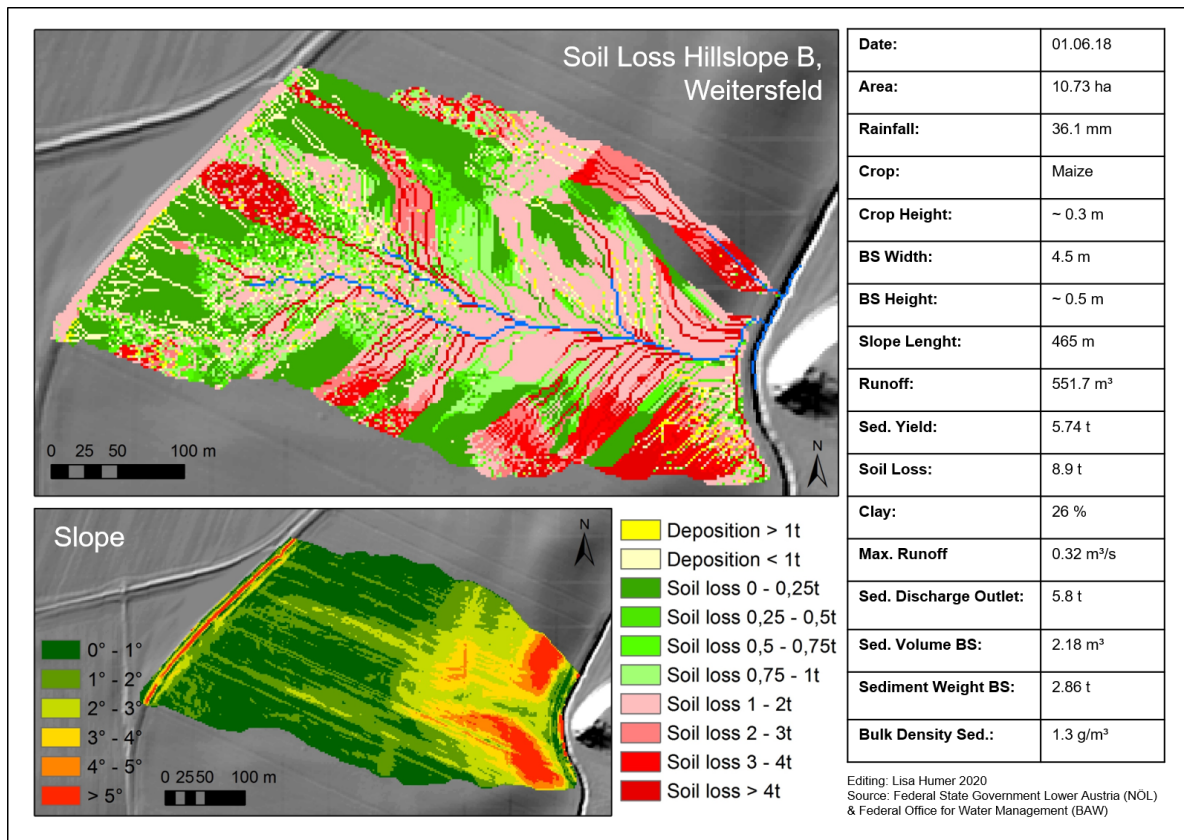 Soil Loss Hillslope B,
Weitersfeld
0 25 50 100 m
N
Slope
N
0° - 1°
1° - 2°
2° - 3°
3° - 4°
4° - 5°
> 5°
0 25 50 100 m
Deposition > 1t
Deposition < 1t
Soil loss 0 - 0,25t
Soil loss 0,25 - 0,5t
Soil loss 0,5 - 0,75t
Soil loss 0,75 - 1t
Soil loss 1 - 2t
Soil loss 2 - 3t
Soil loss 3 - 4t
Soil loss > 4t
Date: 01.06.18
Area: 10.73 ha
Rainfall: 36.1 mm
Crop: Maize
Crop Height: ~ 0.3 m
BS Width: 4.5 m
BS Height: ~ 0.5 m
Slope Lenght: 465 m
Runoff: 551.7 m³
Sed. Yield: 5.74 t
Soil Loss: 8.9 t
Clay: 26 %
Max. Runoff 0.32 m³/s
Sed. Discharge Outlet: 5.8 t
Sed. Volume BS: 2.18 m³
Sediment Weight BS: 2.86 t
Bulk Density Sed.: 1.3 g/m³
Editing: Lisa Humer 2020
Source: Federal State Government Lower Austria (NÖL)
& Federal Office for Water Management (BAW)